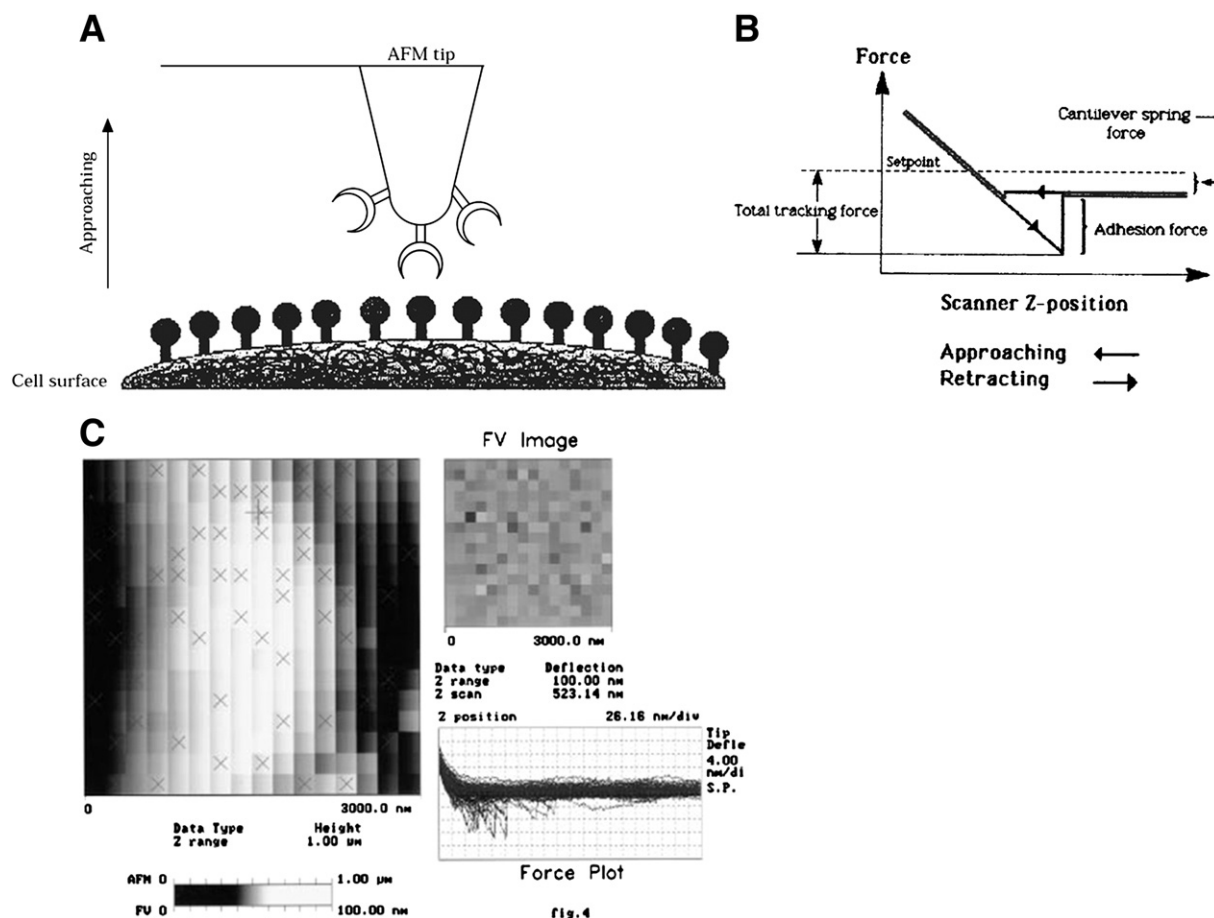 A
AFM tip
Approaching
Cell surface
B
Force
Cantilever spring
force
Setpoint
Total tracking force
Adhesion force
Scanner Z-position
Approaching
Retracting
C
FV Image
0 3000.0 nM
Data type Deflection
Z range 100.00 nM
Z scan 523.14 nM
Z position 26.16 nM/div
Tip
Defle
4.00
nM/di
S.P.
Force Plot
0 3000.0 nM
Data Type Height
Z range 1.00 µM
AFM 0 1.00 µM
FV 0 100.00 nM
fig.4